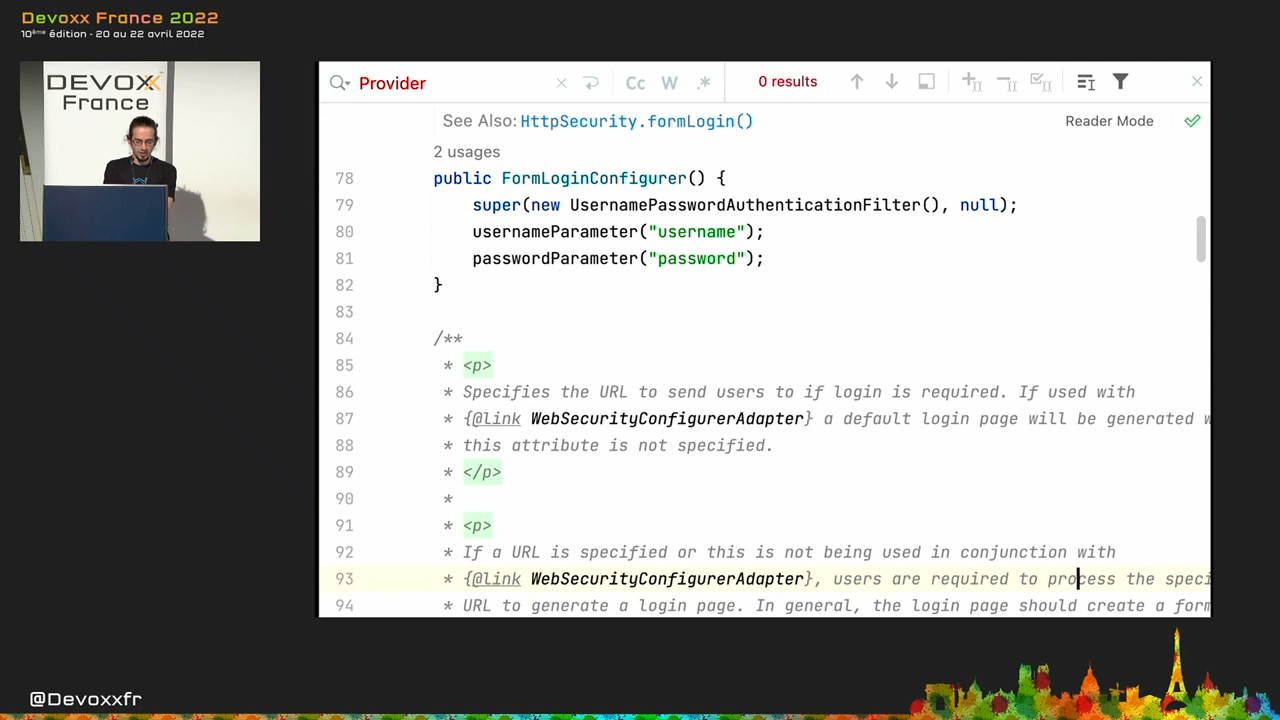 Devoxx France 2022
10ème édition - 20 au 22 avril 2022
DEVOXX
France
Provider
Cc W .*
0 results
See Also: HttpSecurity.formLogin()
Reader Mode
2 usages
78 public FormLoginConfigurer() {
79 super(new UsernamePasswordAuthenticationFilter(), null);
80 usernameParameter("username");
81 passwordParameter("password");
82 }
83
84 /**
85 * <p>
86 * Specifies the URL to send users to if login is required. If used with
87 * {@link WebSecurityConfigurerAdapter} a default login page will be generated w
88 * this attribute is not specified.
89 * </p>
90 *
91 * <p>
92 * If a URL is specified or this is not being used in conjunction with
93 * {@link WebSecurityConfigurerAdapter}, users are required to process the speci
94 * URL to generate a login page. In general, the login page should create a form
@Devoxxfr